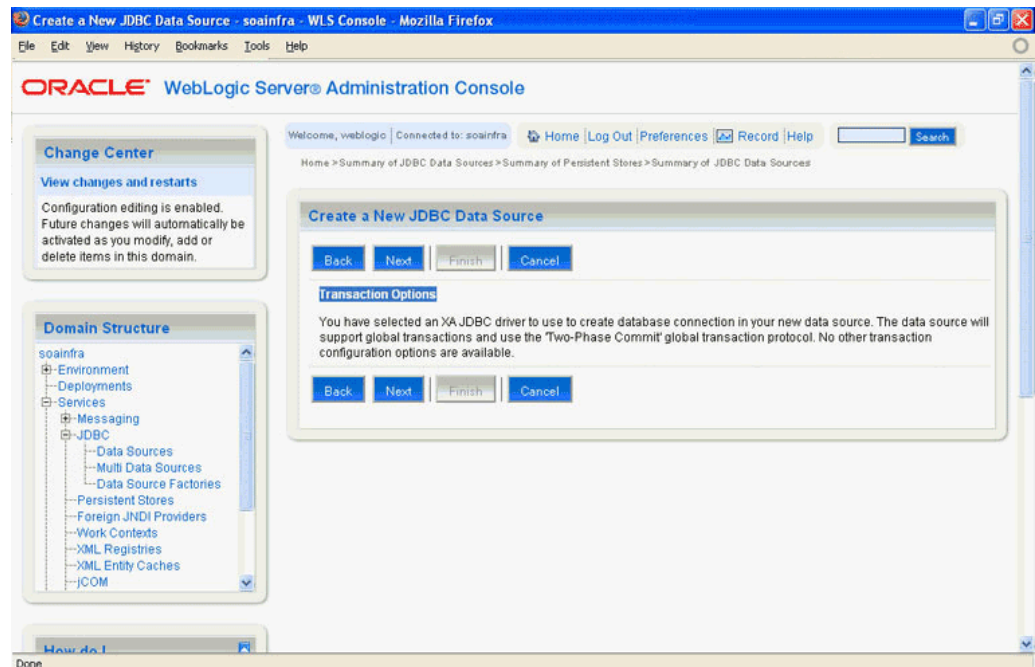 Create a New JDBC Data Source - soainfra - WLS Console - Mozilla Firefox
File Edit View History Bookmarks Tools Help
ORACLE WebLogic Server® Administration Console
Change Center
View changes and restarts
Configuration editing is enabled.
Future changes will automatically be
activated as you modify, add or
delete items in this domain.
Domain Structure
soainfra
Environment
Deployments
Services
Messaging
JDBC
Data Sources
Multi Data Sources
Data Source Factories
Persistent Stores
Foreign JNDI Providers
Work Contexts
XML Registries
XML Entity Caches
jCOM
How do I
Welcome, weblogic Connected to: soainfra Home Log Out Preferences Record Help Search
Home >Summary of JDBC Data Sources >Summary of Persistent Stores >Summary of JDBC Data Sources
Create a New JDBC Data Source
Back Next Finish Cancel
Transaction Options
You have selected an XA JDBC driver to use to create database connection in your new data source. The data source will
support global transactions and use the 'Two-Phase Commit' global transaction protocol. No other transaction
configuration options are available.
Back Next Finish Cancel
Done